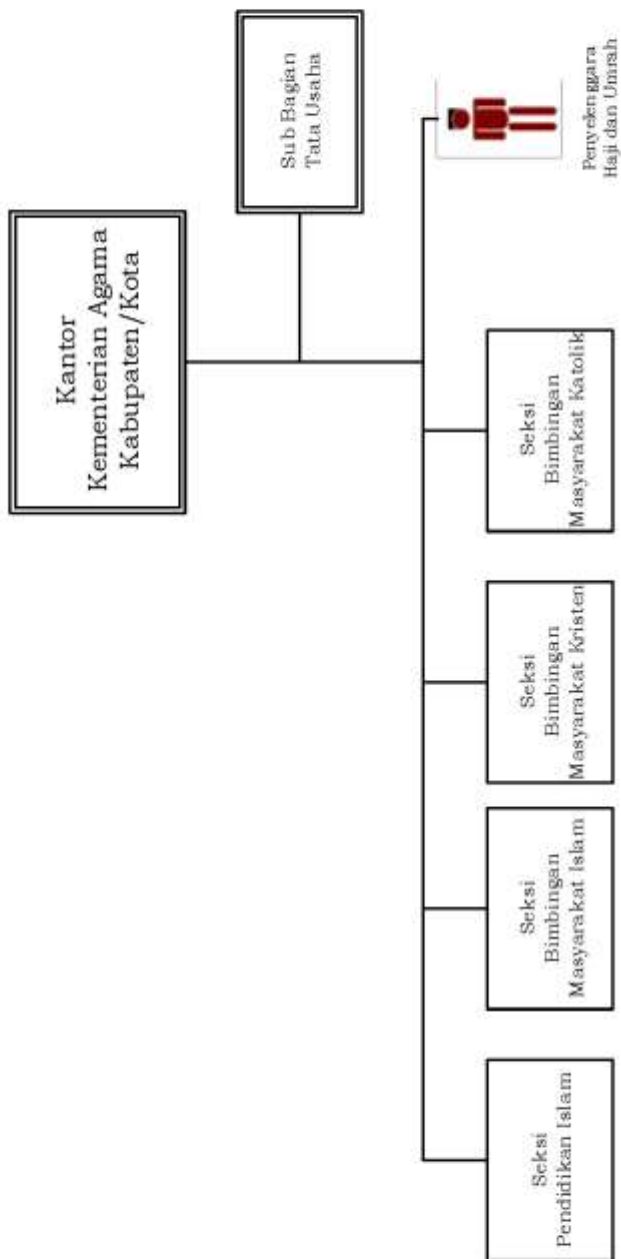 Kantor
Kementerian Agama
Kabupaten/Kota
Sub Bagian
Tata Usaha
Seksi
Pendidikan Islam
Seksi
Bimbingan
Masyarakat Islam
Seksi
Bimbingan
Masyarakat Kristen
Seksi
Bimbingan
Masyarakat Katolik
Penyelenggara
Haji dan Umrah